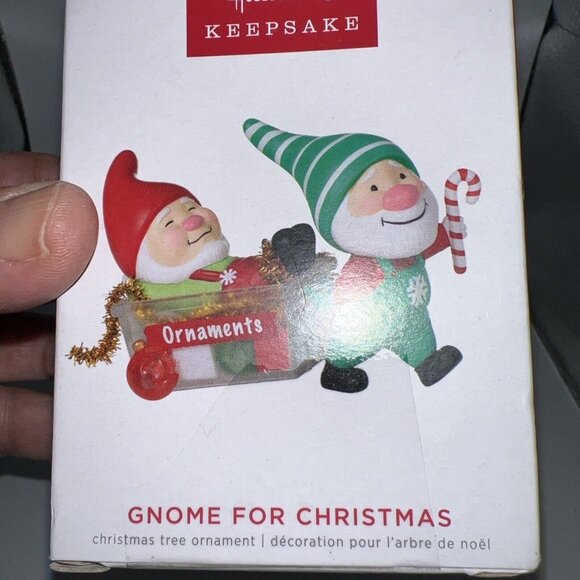 KEEPSAKE
Ornaments
GNOME FOR CHRISTMAS
christmas tree ornament | décoration pour l'arbre de noël